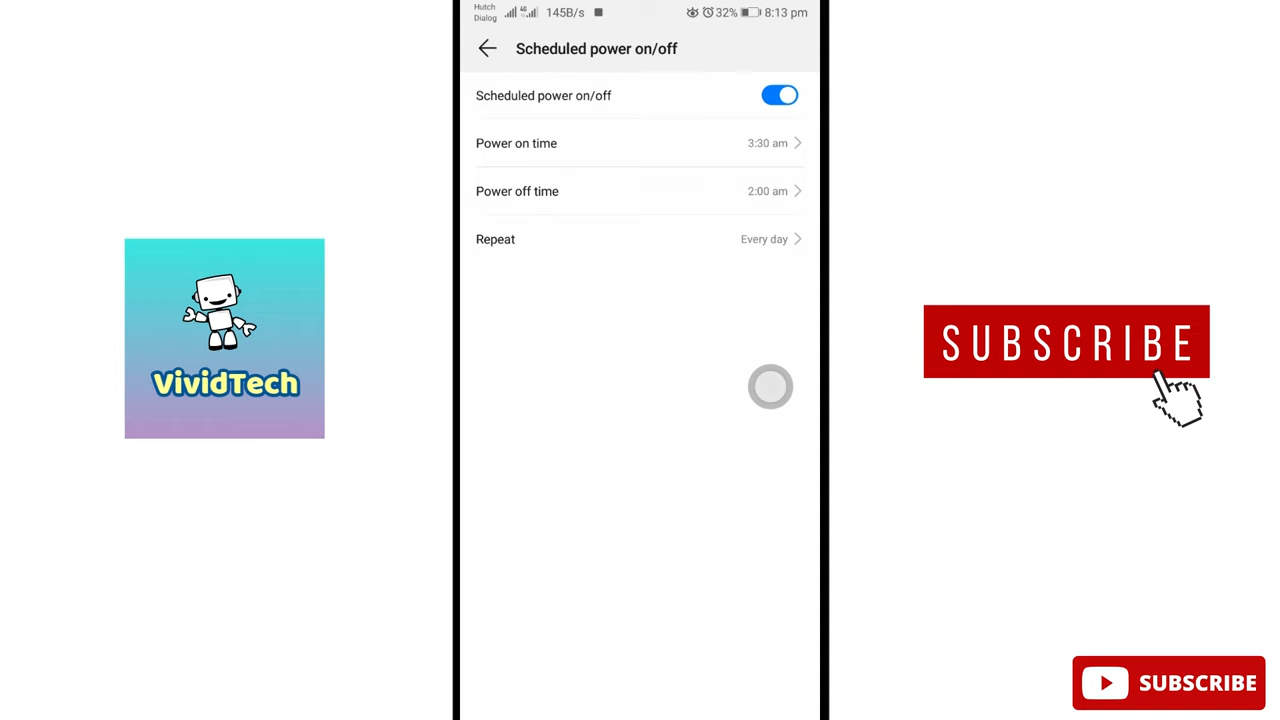 Hutch
Dialog
4G
145B/s
32%
8:13 pm
Scheduled power on/off
Scheduled power on/off
Power on time
3:30 am
Power off time
2:00 am
Repeat
Every day
VividTech
SUBSCRIBE
SUBSCRIBE